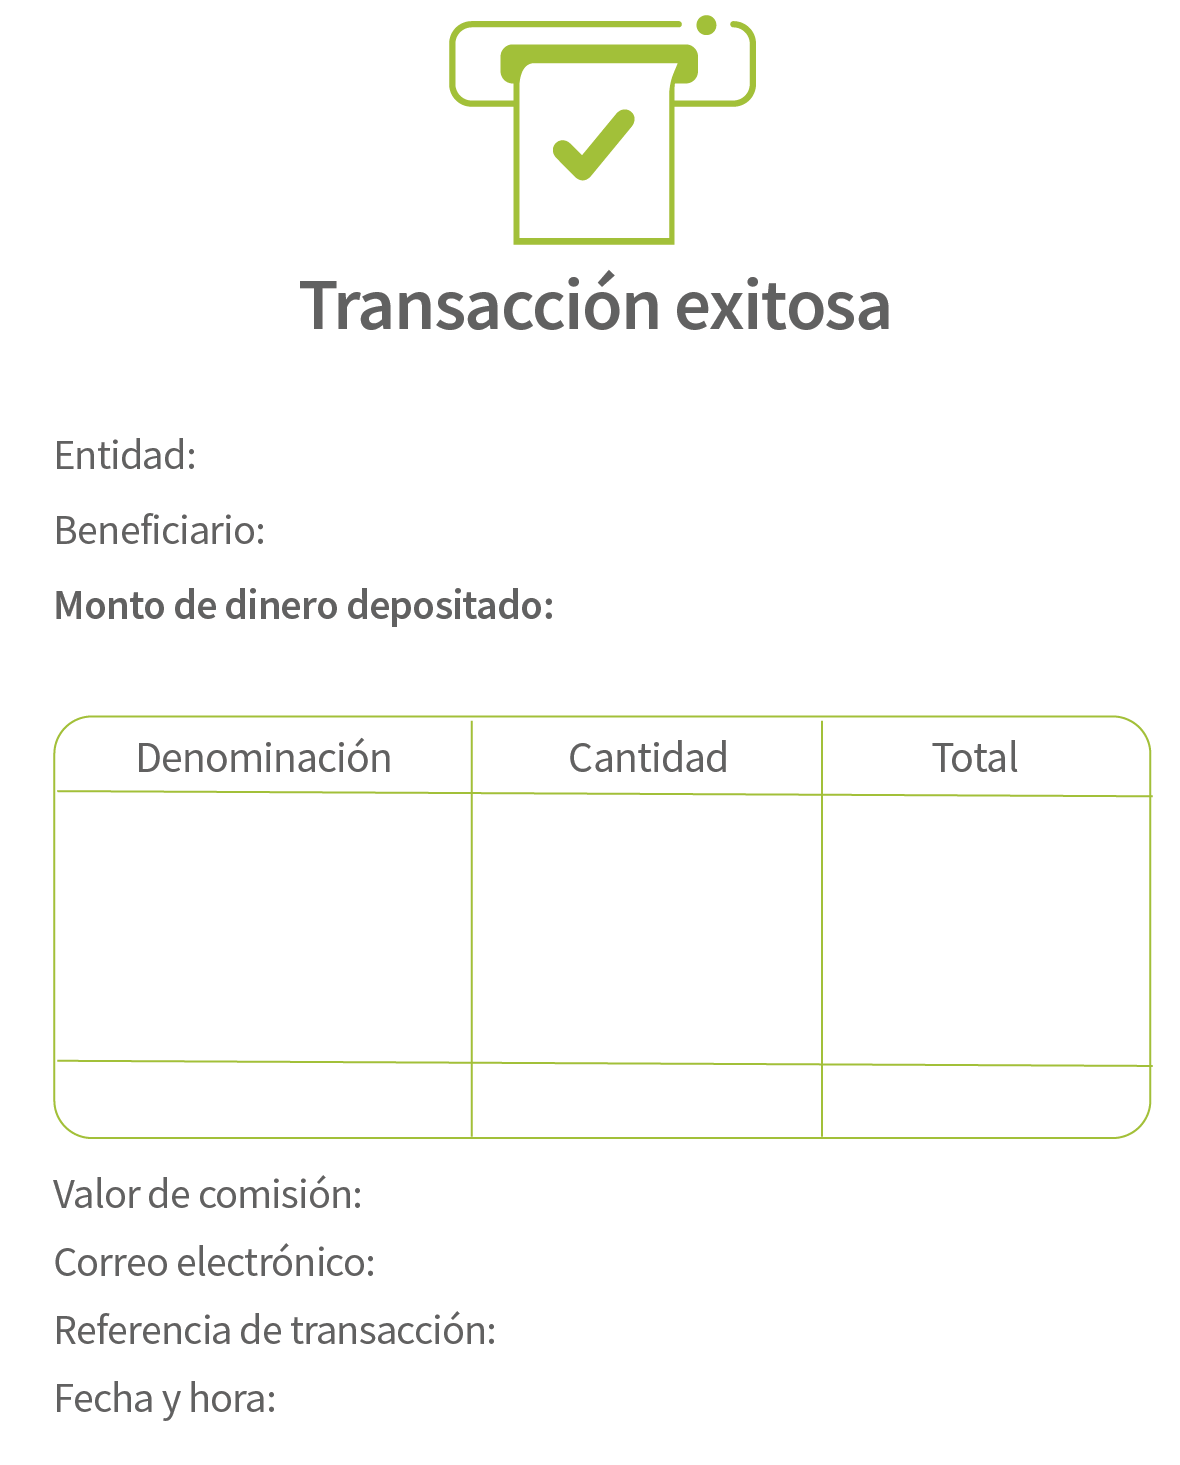 Transacción exitosa
Entidad:
Beneficiario:
Monto de dinero depositado:
Denominación Cantidad Total
Valor de comisión:
Correo electrónico:
Referencia de transacción:
Fecha y hora: